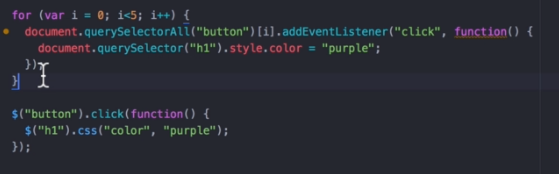 for (var i = 0; i<5; i++) {
  document.querySelectorAll("button")[i].addEventListener("click", function() {
    document.querySelector("h1").style.color = "purple";
  });
}
$("button").click(function() {
  $("h1").css("color", "purple");
});